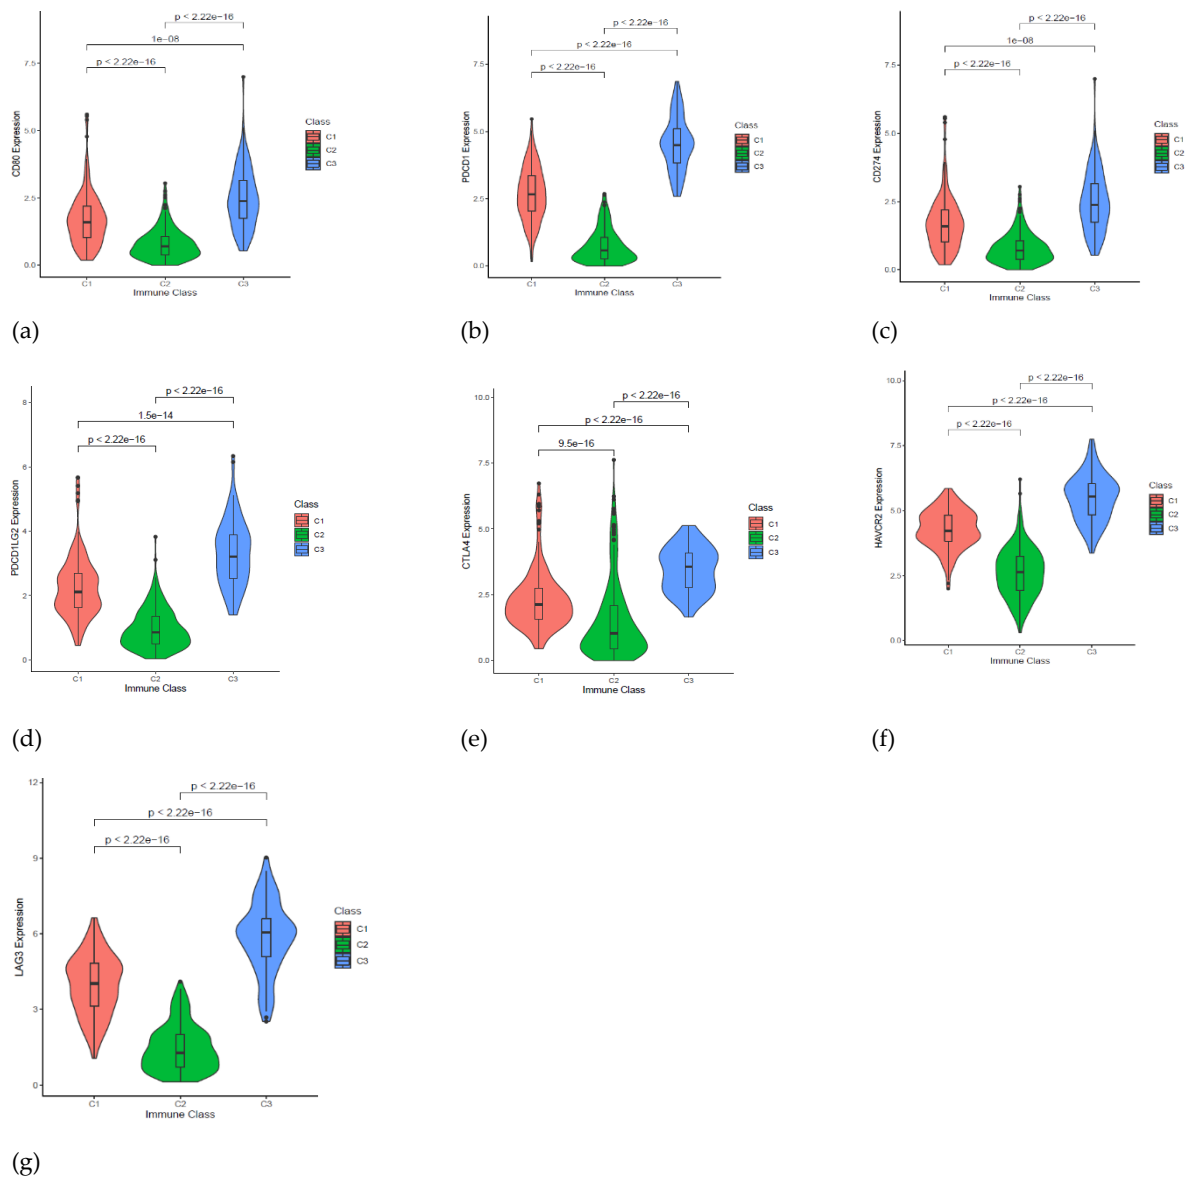 p < 2.22e−16
1e−08
p < 2.22e−16
7.5
5.0
2.5
0.0
CD80 Expression
C1 C2 C3
Immune Class
Class
C1
C2
C3
(a)
p < 2.22e−16
p < 2.22e−16
p < 2.22e−16
7.5
5.0
2.5
0.0
PDCD1 Expression
C1 C2 C3
Immune Class
Class
C1
C2
C3
(b)
p < 2.22e−16
1e−08
p < 2.22e−16
7.5
5.0
2.5
0.0
CD274 Expression
C1 C2 C3
Immune Class
Class
C1
C2
C3
(c)
p < 2.22e−16
1.5e−14
p < 2.22e−16
8
6
4
2
0
PDCD1LG2 Expression
C1 C2 C3
Immune Class
Class
C1
C2
C3
(d)
p < 2.22e−16
p < 2.22e−16
9.5e−16
10.0
7.5
5.0
2.5
0.0
CTLA4 Expression
C1 C2 C3
Immune Class
Class
C1
C2
C3
(e)
p < 2.22e−16
p < 2.22e−16
p < 2.22e−16
10.0
7.5
5.0
2.5
0.0
HAVCR2 Expression
C1 C2 C3
Immune Class
Class
C1
C2
C3
(f)
p < 2.22e−16
p < 2.22e−16
p < 2.22e−16
12
9
6
3
0
LAG3 Expression
C1 C2 C3
Immune Class
Class
C1
C2
C3
(g)